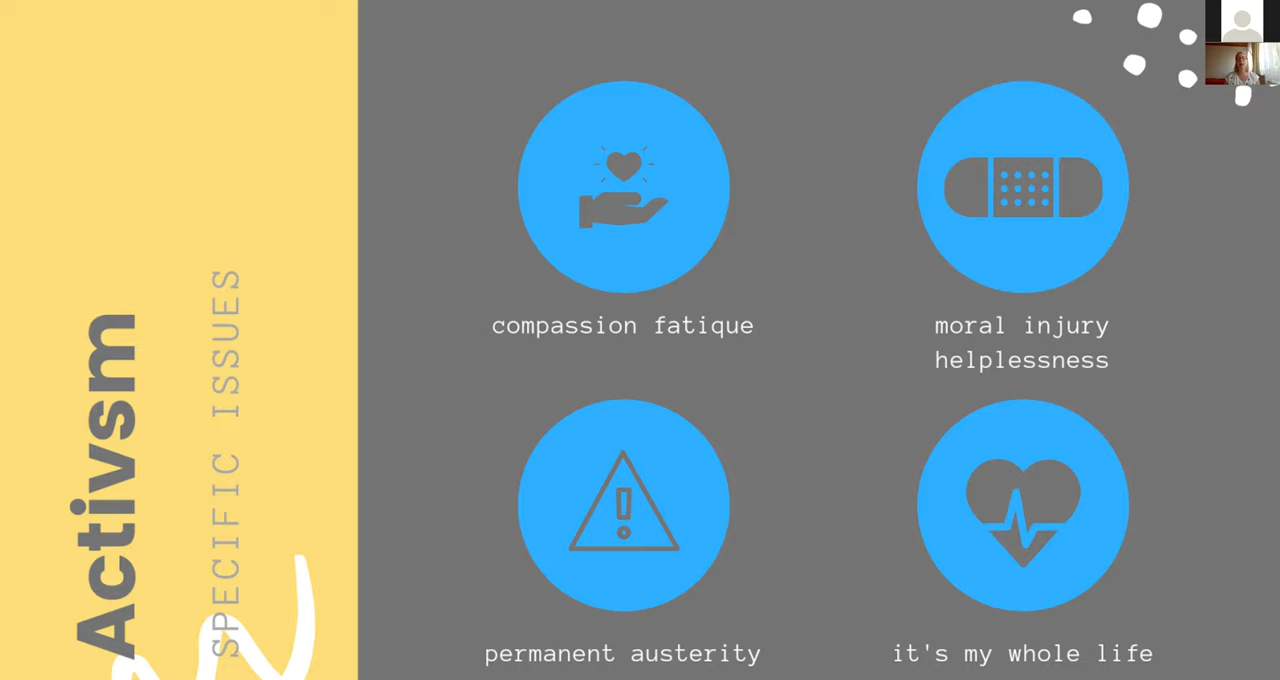 Activsm
SPECIFIC ISSUES
compassion fatique
moral injury
helplessness
permanent austerity
it's my whole life